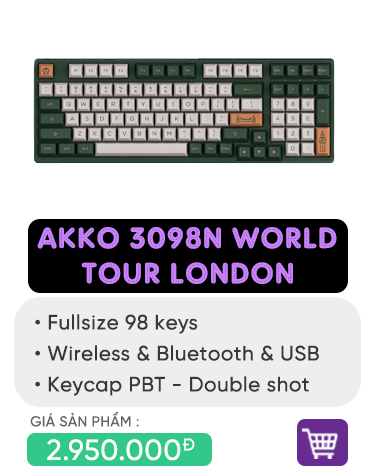 AKKO 3098N WORLD
TOUR LONDON
• Fullsize 98 keys
• Wireless & Bluetooth & USB
• Keycap PBT - Double shot
GIÁ SẢN PHẨM :
2.950.000Đ